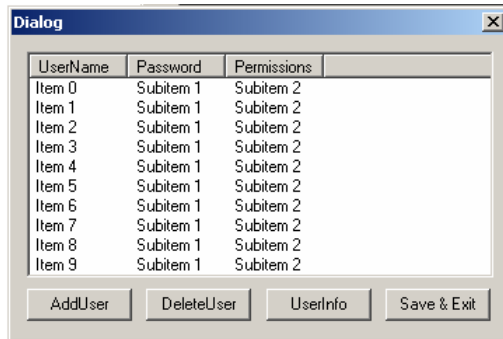 Dialog
UserName Password Permissions
Item 0 Subitem 1 Subitem 2
Item 1 Subitem 1 Subitem 2
Item 2 Subitem 1 Subitem 2
Item 3 Subitem 1 Subitem 2
Item 4 Subitem 1 Subitem 2
Item 5 Subitem 1 Subitem 2
Item 6 Subitem 1 Subitem 2
Item 7 Subitem 1 Subitem 2
Item 8 Subitem 1 Subitem 2
Item 9 Subitem 1 Subitem 2
AddUser DeleteUser UserInfo Save & Exit